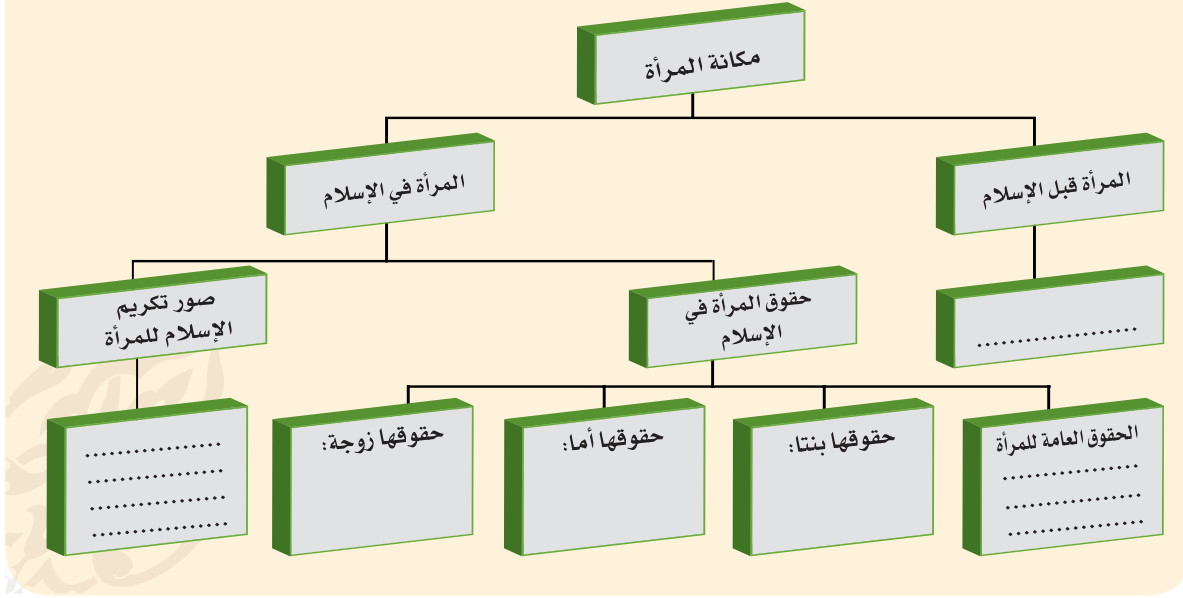 مكانة المرأة
المرأة قبل الإسلام
المرأة في الإسلام
....................
حقوق المرأة في
الإسلام
صور تكريم
الإسلام للمرأة
الحقوق العامة للمرأة
.................
.................
.................
حقوقها بنتا:
حقوقها أما:
حقوقها زوجة:
.................
.................
.................
.................